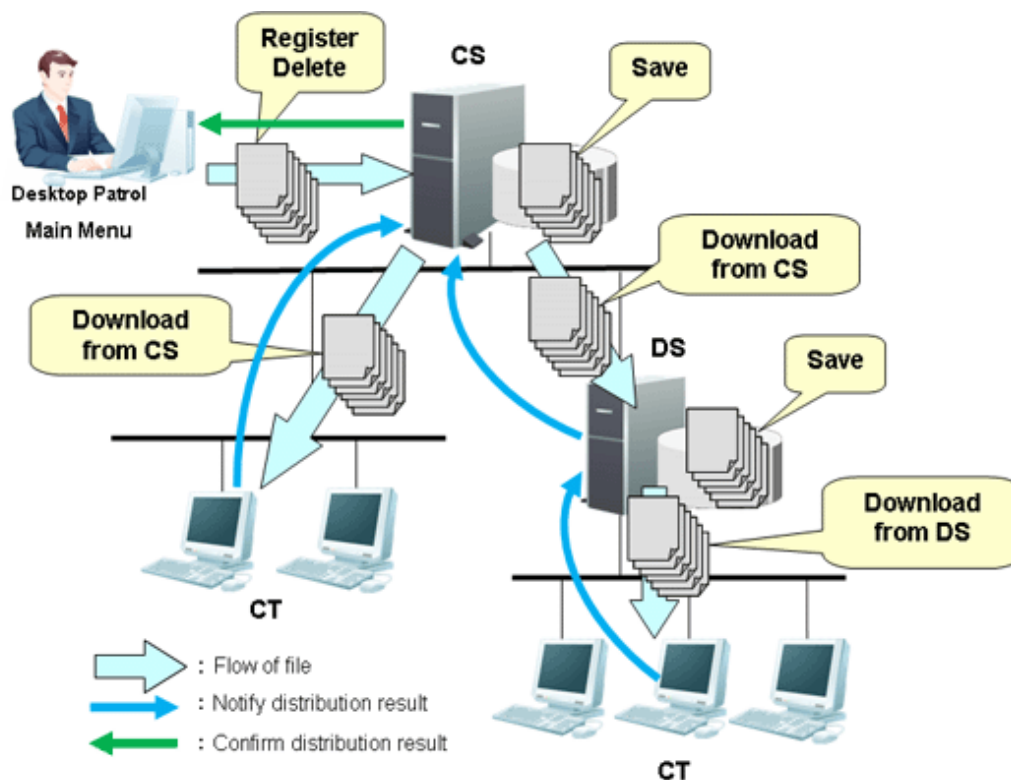 Register
Delete
CS
Save
Desktop Patrol
Main Menu
Download
from CS
Download
from CS
DS
Save
Download
from DS
CT
: Flow of file
: Notify distribution result
: Confirm distribution result
CT